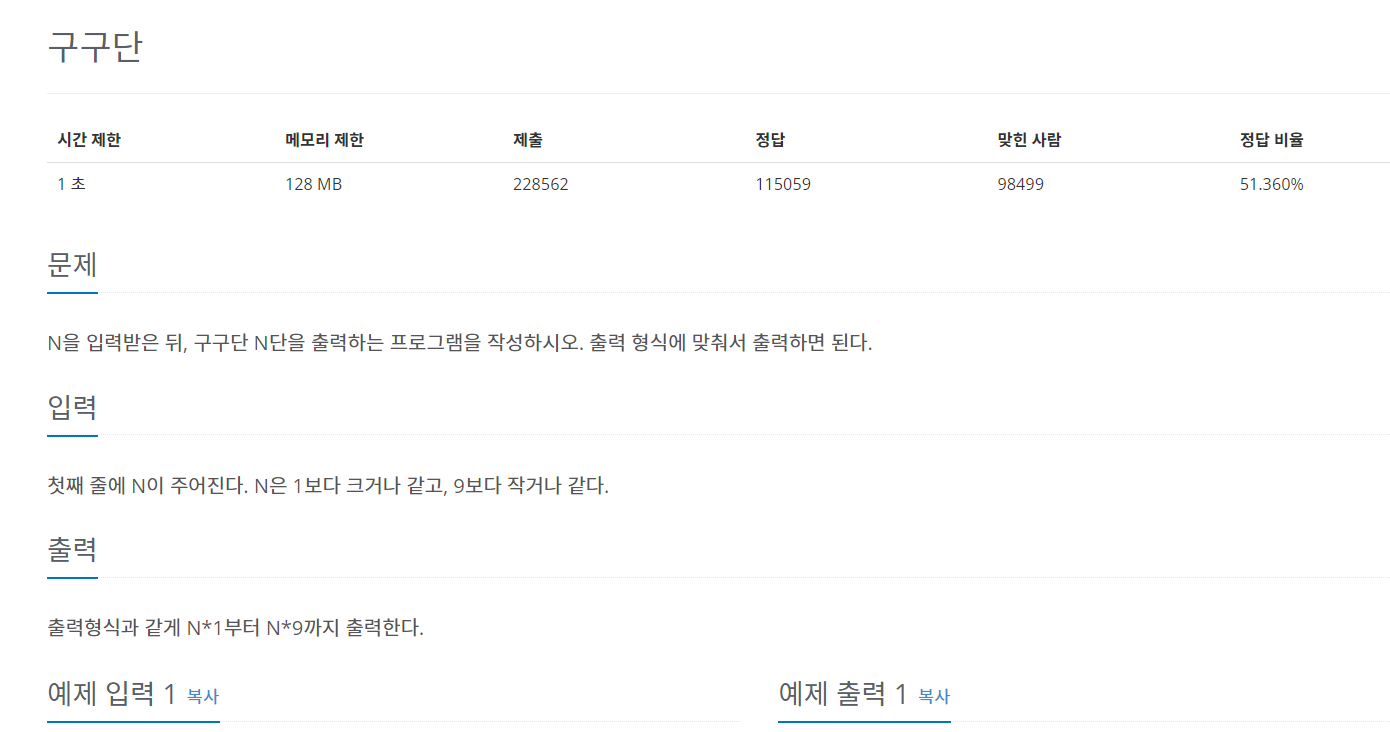 구구단
시간 제한 메모리 제한 제출 정답 맞힌 사람 정답 비율
1 초 128 MB 228562 115059 98499 51.360%
문제
N을 입력받은 뒤, 구구단 N단을 출력하는 프로그램을 작성하시오. 출력 형식에 맞춰서 출력하면 된다.
입력
첫째 줄에 N이 주어진다. N은 1보다 크거나 같고, 9보다 작거나 같다.
출력
출력형식과 같게 N*1부터 N*9까지 출력한다.
예제 입력 1 복사 예제 출력 1 복사